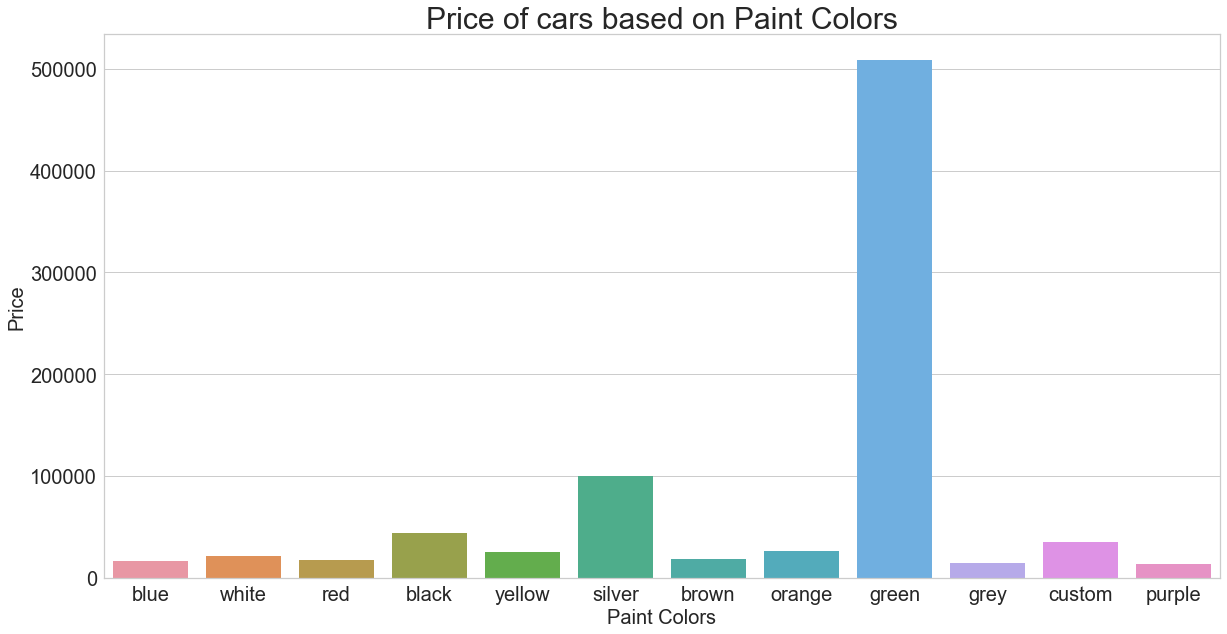 Price of cars based on Paint Colors
500000
400000
300000
200000
100000
0
Price
blue white red black yellow silver brown orange green grey custom purple
Paint Colors